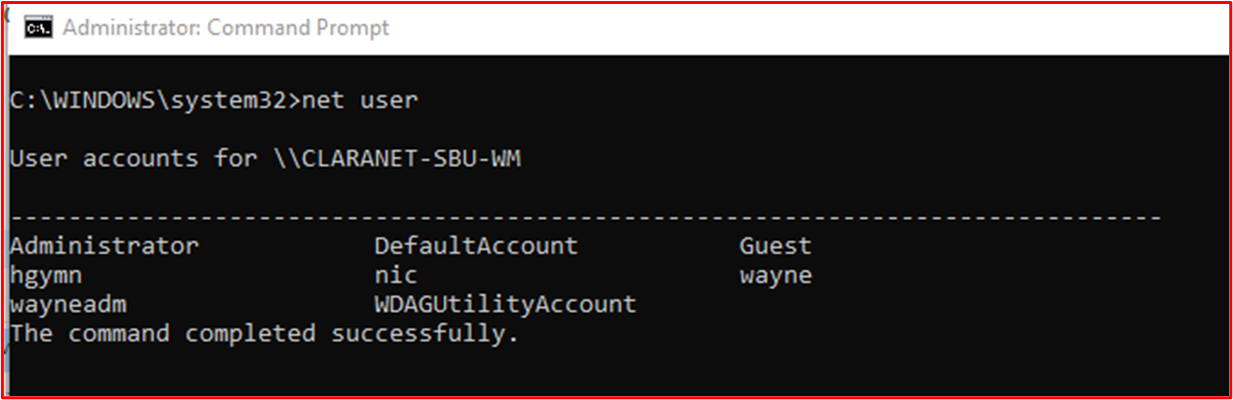 Administrator: Command Prompt
C:\WINDOWS\system32>net user
User accounts for \\CLARANET-SBU-WM
-------------------------------------------------------------------------------
Administrator DefaultAccount Guest
hgymn nic wayne
wayneadm WDAGUtilityAccount
The command completed successfully.